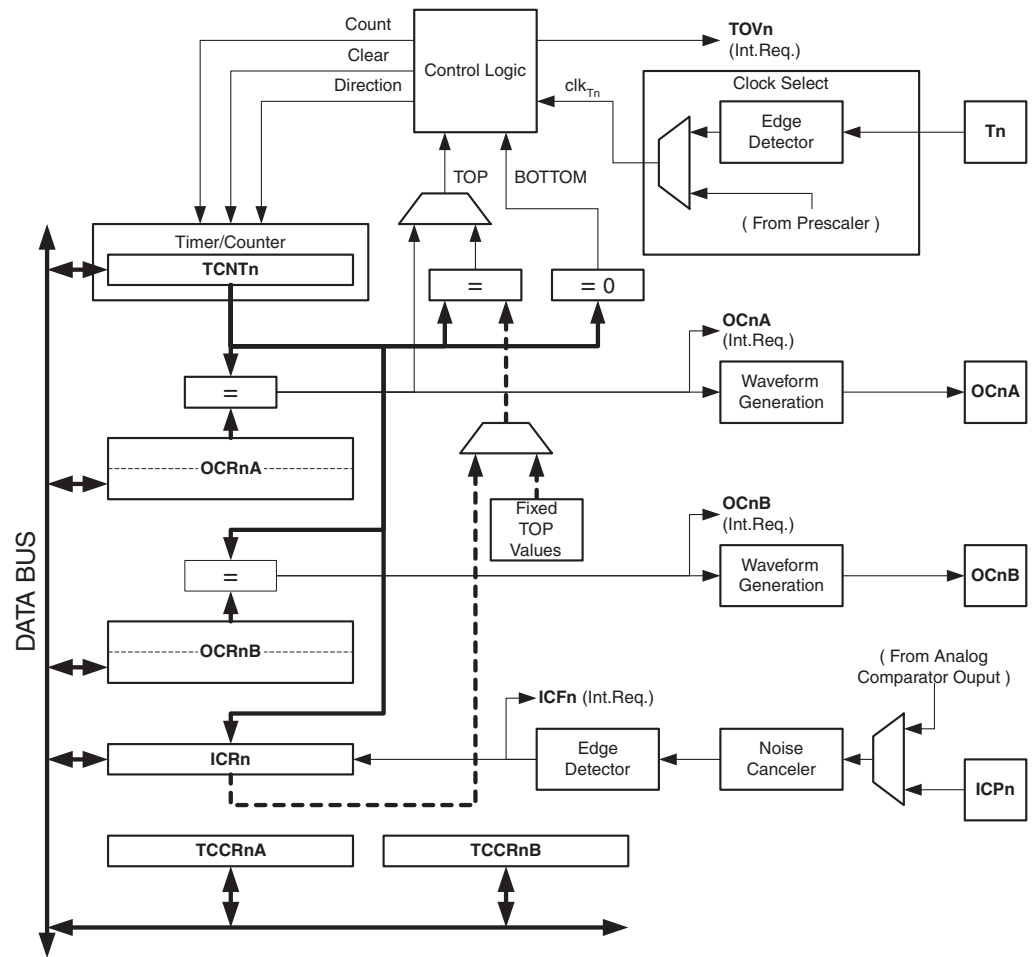 Count
Clear
Direction
Control Logic
TOVn
(Int.Req.)
clkTn
Clock Select
Edge
Detector
Tn
( From Prescaler )
TOP
BOTTOM
Timer/Counter
TCNTn
=
= 0
OCnA
(Int.Req.)
=
Waveform
Generation
OCnA
OCRnA
Fixed
TOP
Values
OCnB
(Int.Req.)
DATA BUS
=
Waveform
Generation
OCnB
OCRnB
( From Analog
Comparator Ouput )
ICFn (Int.Req.)
ICRn
Edge
Detector
Noise
Canceler
ICPn
TCCRnA
TCCRnB